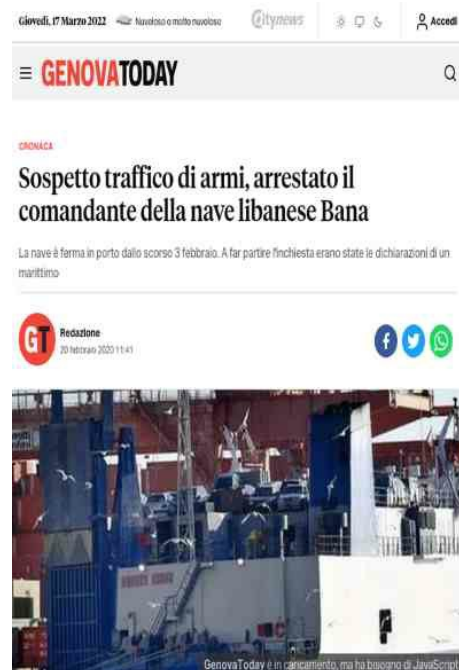 Giovedì, 17 Marzo 2022 Nuvoloso o molto nuvoloso Citynews Accedi
GENOVATODAY
CRONACA
Sospetto traffico di armi, arrestato il
comandante della nave libanese Bana
La nave è ferma in porto dallo scorso 3 febbraio. A far partire l'inchiesta erano state le dichiarazioni di un
marittimo
GT
Redazione
20 febbraio 2020 11:41
GenovaToday è in caricamento, ma ha bisogno di JavaScript